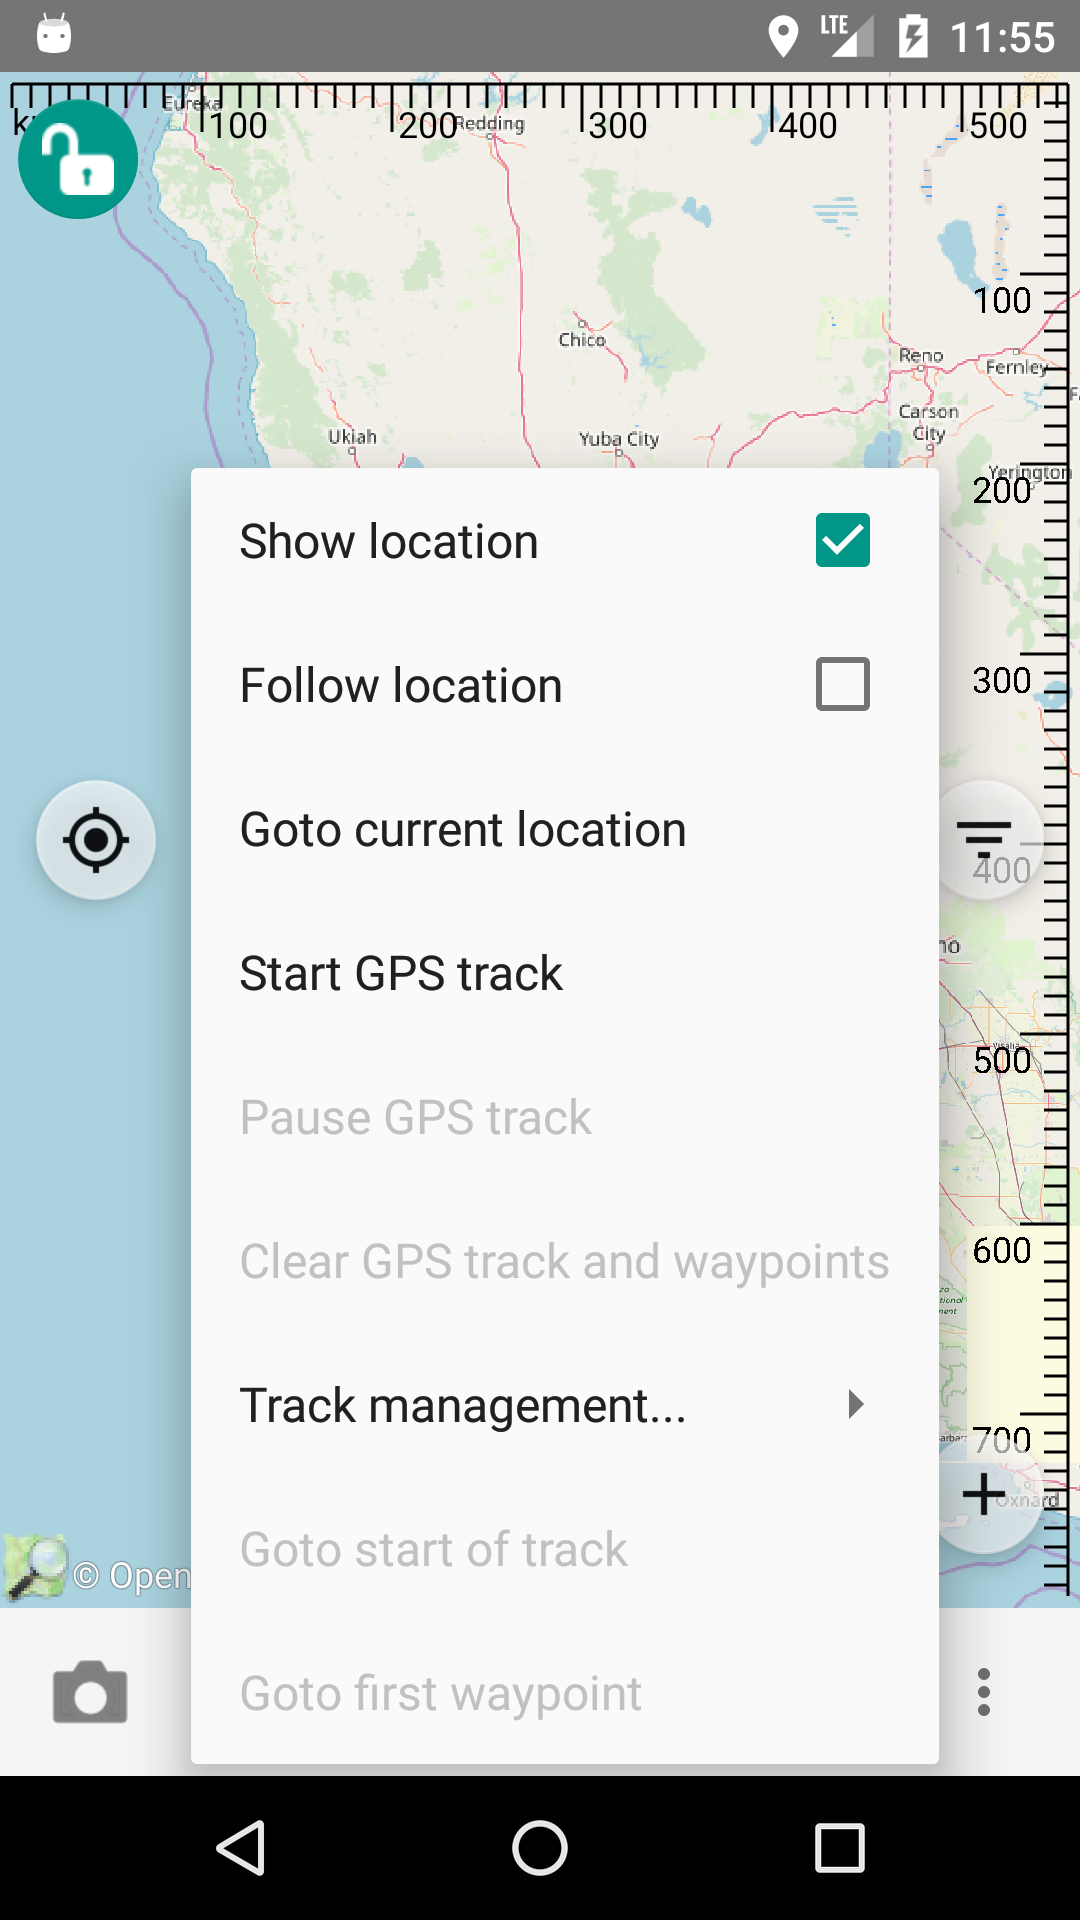 LTE 11:55
Eureka
100 200 Redding 300 400 500
100
Chico
Reno
Fernley
Carson
City
Ukiah
Yuba City
Yerington
200
Show location
Follow location
300
Goto current location
400
Start GPS track
500
Visalia
Pause GPS track
Clear GPS track and waypoints
600
Track management...
700
Oxnard
Goto start of track
© Open
Goto first waypoint